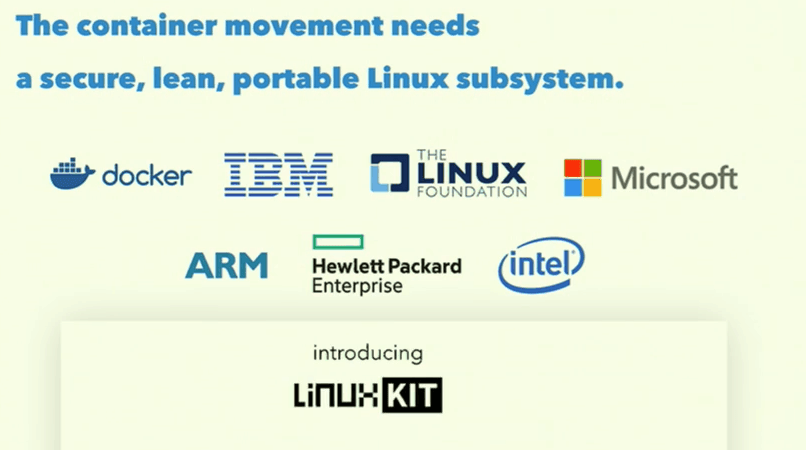 The container movement needs
a secure, lean, portable Linux subsystem.
docker IBM THE LINUX FOUNDATION Microsoft
ARM Hewlett Packard Enterprise intel
introducing
LinUX KIT